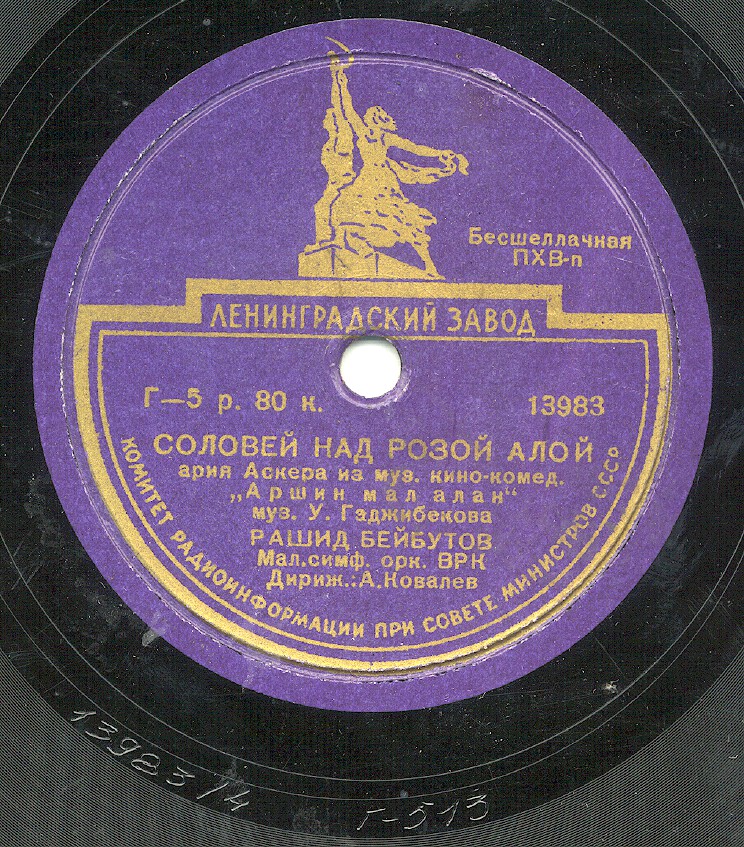 Бесшеллачная
ПХВ-п
ЛЕНИНГРАДСКИЙ ЗАВОД
Г—5 р. 80 к.
13983
СОЛОВЕЙ НАД РОЗОЙ АЛОЙ
ария Аскера из муз. кино-комед.
„Аршин мал алан“
муз. У. Гаджибекова
РАШИД БЕЙБУТОВ
Мал.симф. орк. ВРК
Дириж.:А.Ковалев
КОМИТЕТ РАДИОИНФОРМАЦИИ ПРИ СОВЕТЕ МИНИСТРОВ СССР
13983/4
Г-513